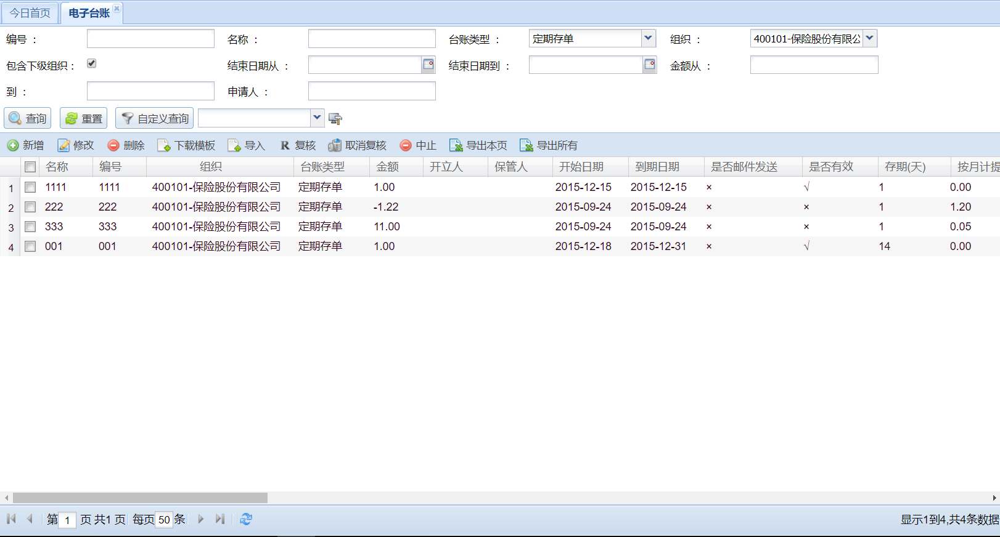 今日首页 电子台账
编号 ： 名称 ： 台账类型 ： 定期存单 组织 ： 400101-保险股份有限公
包含下级组织 ： 结束日期从 ： 结束日期到 ： 金额从 ：
到 ： 申请人 ：
查询 重置 自定义查询
新增 修改 删除 下载模板 导入 R 复核 取消复核 中止 导出本页 导出所有
名称 编号 组织 台账类型 金额 开立人 保管人 开始日期 到期日期 是否邮件发送 是否有效 存期(天) 按月计提
1 1111 1111 400101-保险股份有限公司 定期存单 1.00 2015-12-15 2015-12-15 × √ 1 0.00
2 222 222 400101-保险股份有限公司 定期存单 -1.22 2015-09-24 2015-09-24 × × 1 1.20
3 333 333 400101-保险股份有限公司 定期存单 11.00 2015-09-24 2015-09-24 × × 1 0.05
4 001 001 400101-保险股份有限公司 定期存单 1.00 2015-12-18 2015-12-31 × √ 14 0.00
第 1 页 共1 页 每页 50 条 显示1到4,共4条数据